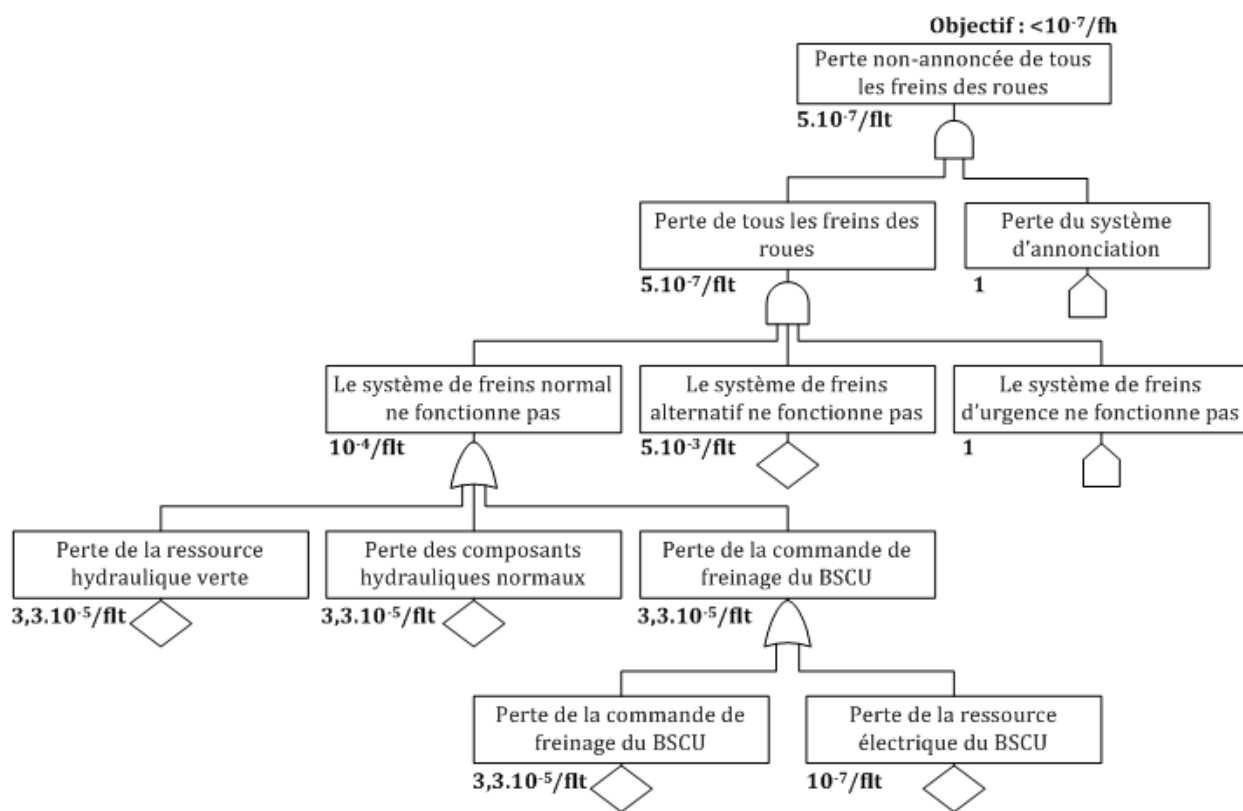 Objectif : <10⁻⁷/fh
Perte non-annoncée de tous
les freins des roues
5.10⁻⁷/flt
Perte de tous les freins des
roues
5.10⁻⁷/flt
Perte du système
d'annonciation
1
Le système de freins normal
ne fonctionne pas
10⁻⁴/flt
Le système de freins
alternatif ne fonctionne pas
5.10⁻³/flt
Le système de freins
d'urgence ne fonctionne pas
1
Perte de la ressource
hydraulique verte
3,3.10⁻⁵/flt
Perte des composants
hydrauliques normaux
3,3.10⁻⁵/flt
Perte de la commande de
freinage du BSCU
3,3.10⁻⁵/flt
Perte de la commande de
freinage du BSCU
3,3.10⁻⁵/flt
Perte de la ressource
électrique du BSCU
10⁻⁷/flt